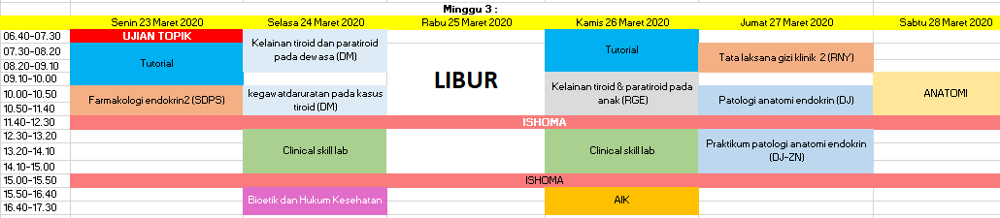 Minggu 3 :
Senin 23 Maret 2020 Selasa 24 Maret 2020 Rabu 25 Maret 2020 Kamis 26 Maret 2020 Jumat 27 Maret 2020 Sabtu 28 Maret 2020
06.40-07.30 UJIAN TOPIK
07.30-08.20
08.20-09.10
09.10-10.00
10.00-10.50
10.50-11.40
Tutorial
Farmakologi endokrin2 (SDPS)
Kelainan tiroid dan paratiroid
pada dewasa (DM)
kegawatdaruratan pada kasus
tiroid (DM)
LIBUR
Tutorial
Kelainan tiroid & paratiroid pada
anak (RGE)
Tata laksana gizi klinik 2 (RNY)
Patologi anatomi endokrin (DJ)
ANATOMI
11.40-12.30 ISHOMA
12.30-13.20
13.20-14.10
14.10-15.00
Clinical skill lab
Clinical skill lab
Praktikum patologi anatomi endokrin
(DJ-ZN)
15.00-15.50 ISHOMA
15.50-16.40
16.40-17.30
Bioetik dan Hukum Kesehatan
AIK